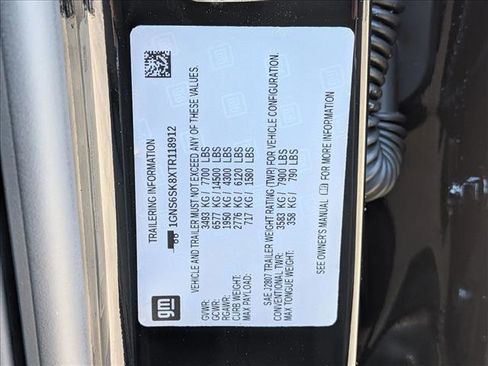 TRAILERING INFORMATION
1GNS6SK8XTR118912
VEHICLE AND TRAILER MUST NOT EXCEED ANY OF THESE VALUES.
GVWR: 3493 KG/ 7700 LBS
GCWR: 6577 KG/14500 LBS
RGAWR: 1950 KG/ 4300 LBS
CURB WEIGHT: 2776 KG/ 6120 LBS
MAX PAYLOAD: 717 KG/ 1580 LBS
SAE J2807 TRAILER WEIGHT RATING (TWR) FOR VEHICLE CONFIGURATION.
CONVENTIONAL TWR: 3583 KG/ 7900 LBS
MAX TONGUE WEIGHT: 358 KG/ 790 LBS
SEE OWNER'S MANUAL FOR MORE INFORMATION
gm